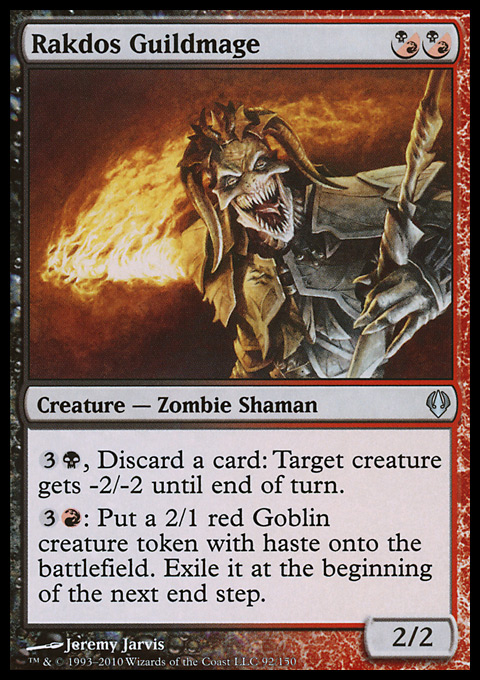 Rakdos Guildmage
Creature — Zombie Shaman
3, Discard a card: Target creature
gets -2/-2 until end of turn.
3: Put a 2/1 red Goblin
creature token with haste onto the
battlefield. Exile it at the beginning
of the next end step.
Jeremy Jarvis
2/2
™ & © 1993–2010 Wizards of the Coast LLC 92/150